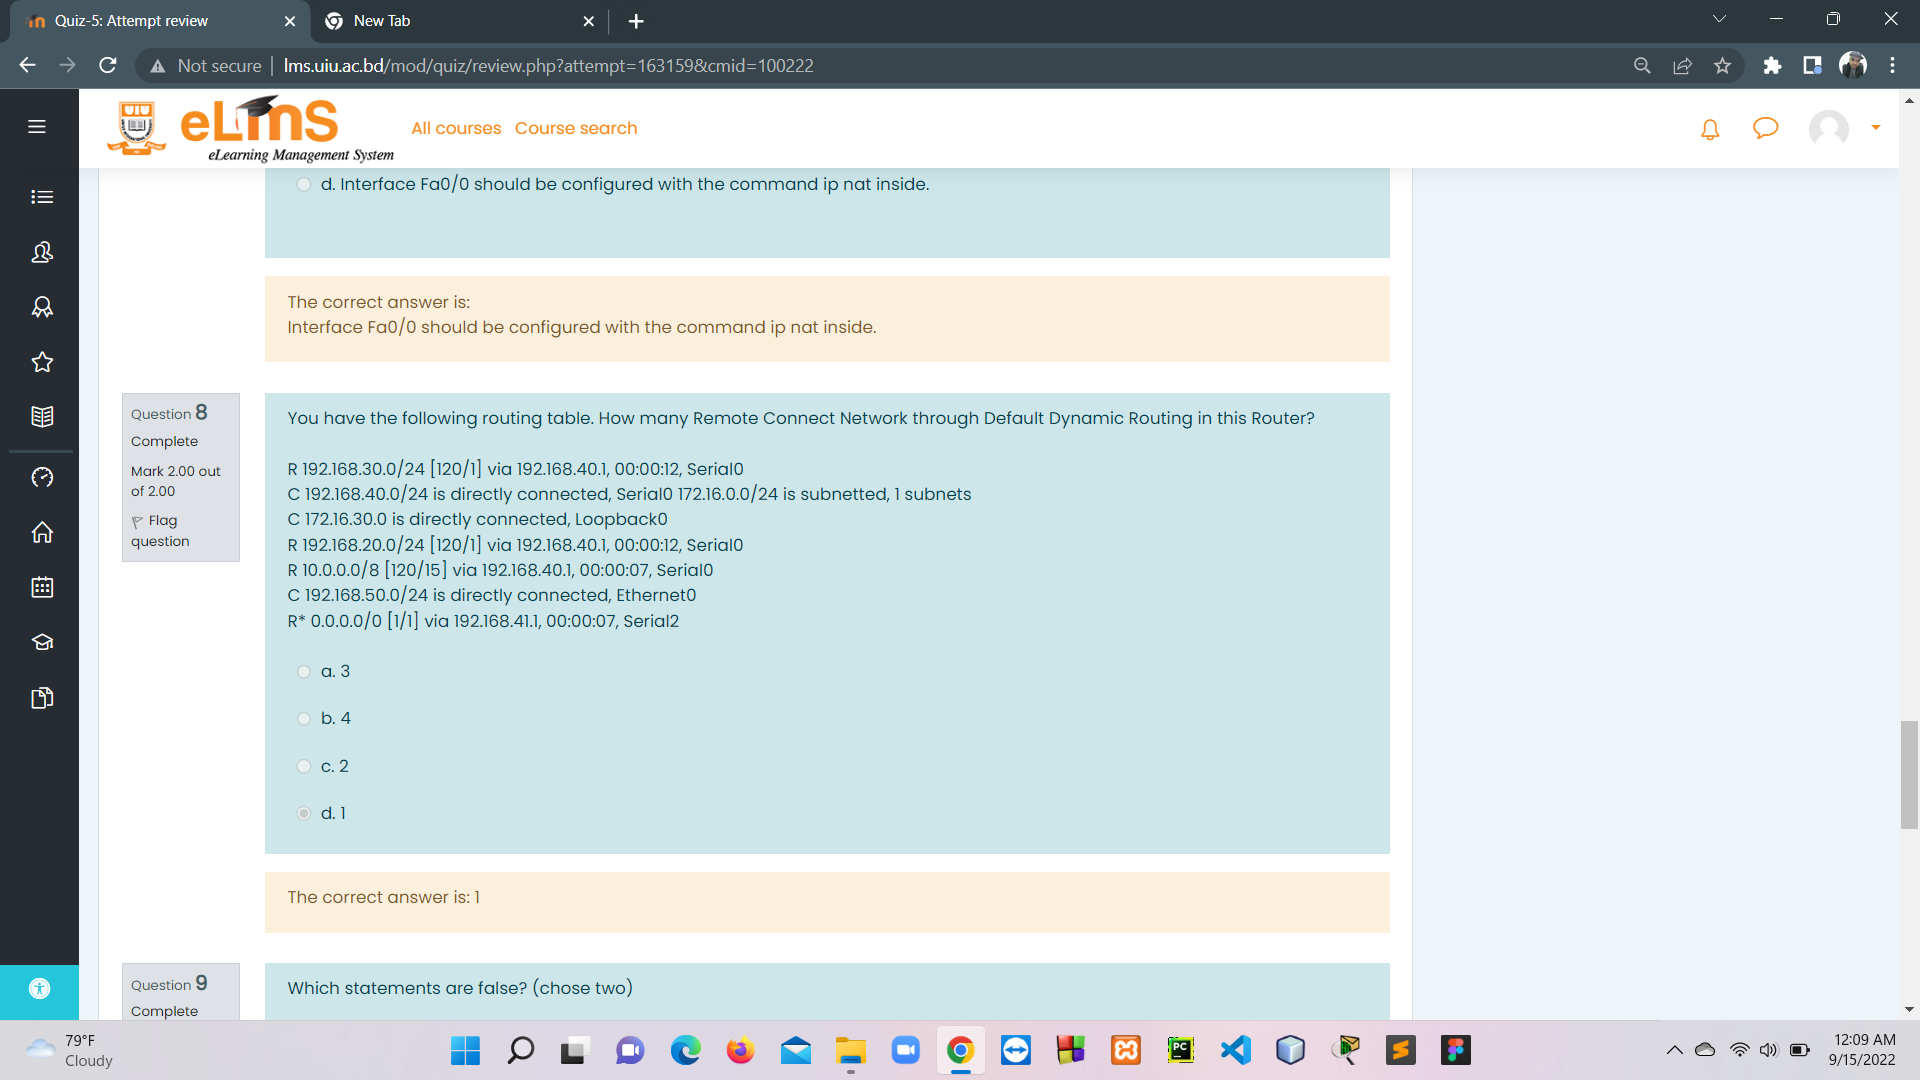 Quiz-5: Attempt review
New Tab
Not secure
lms.uiu.ac.bd/mod/quiz/review.php?attempt=163159&cmid=100222
eLmS
eLearning Management System
All courses
Course search
d. Interface Fa0/0 should be configured with the command ip nat inside.
The correct answer is:
Interface Fa0/0 should be configured with the command ip nat inside.
Question 8
Complete
Mark 2.00 out
of 2.00
Flag
question
You have the following routing table. How many Remote Connect Network through Default Dynamic Routing in this Router?
R 192.168.30.0/24 [120/1] via 192.168.40.1, 00:00:12, Serial0
C 192.168.40.0/24 is directly connected, Serial0 172.16.0.0/24 is subnetted, 1 subnets
C 172.16.30.0 is directly connected, Loopback0
R 192.168.20.0/24 [120/1] via 192.168.40.1, 00:00:12, Serial0
R 10.0.0.0/8 [120/15] via 192.168.40.1, 00:00:07, Serial0
C 192.168.50.0/24 is directly connected, Ethernet0
R* 0.0.0.0/0 [1/1] via 192.168.41.1, 00:00:07, Serial2
a. 3
b. 4
c. 2
d. 1
The correct answer is: 1
Question 9
Complete
Which statements are false? (chose two)
79°F
Cloudy
PC
12:09 AM
9/15/2022